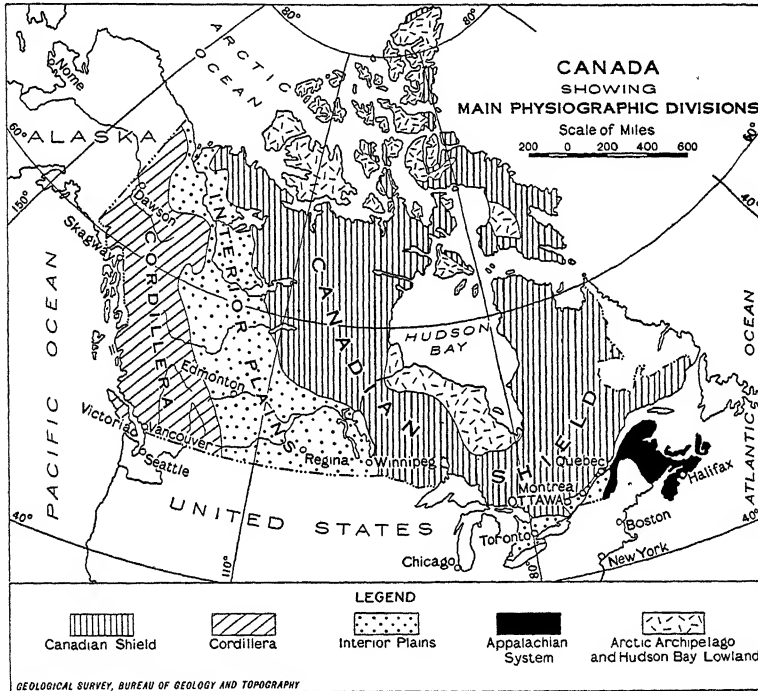 CANADA
SHOWING
MAIN PHYSIOGRAPHIC DIVISIONS
Scale of Miles
200 0 200 400 600
80°
80°
ARCTIC
OCEAN
Nome
60°
ALASKA
150°
60°
40°
Dawson
Skagway
INTERIOR PLAINS
CORDILLERA
CANADIAN SHIELD
HUDSON
BAY
PACIFIC OCEAN
ATLANTIC OCEAN
Edmonton
Victoria
Vancouver
Seattle
Regina
Winnipeg
Quebec
Montreal
OTTAWA
Halifax
Toronto
Boston
New York
Chicago
UNITED STATES
40°
110°
80°
40°
LEGEND
Canadian Shield
Cordillera
Interior Plains
Appalachian
System
Arctic Archipelago
and Hudson Bay Lowland
GEOLOGICAL SURVEY, BUREAU OF GEOLOGY AND TOPOGRAPHY